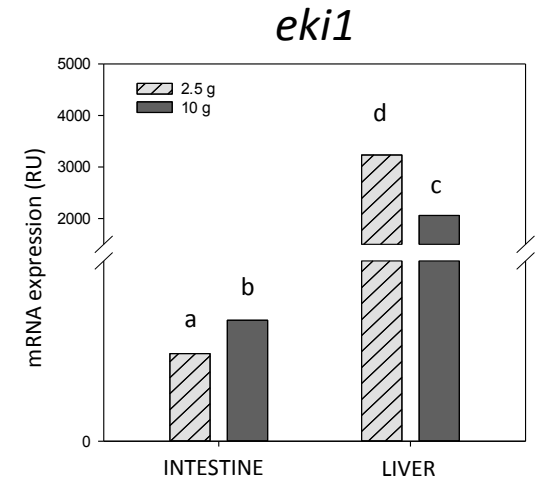 eki1
5000
4000
3000
2000
0
mRNA expression (RU)
2.5 g
10 g
a
b
d
c
INTESTINE
LIVER